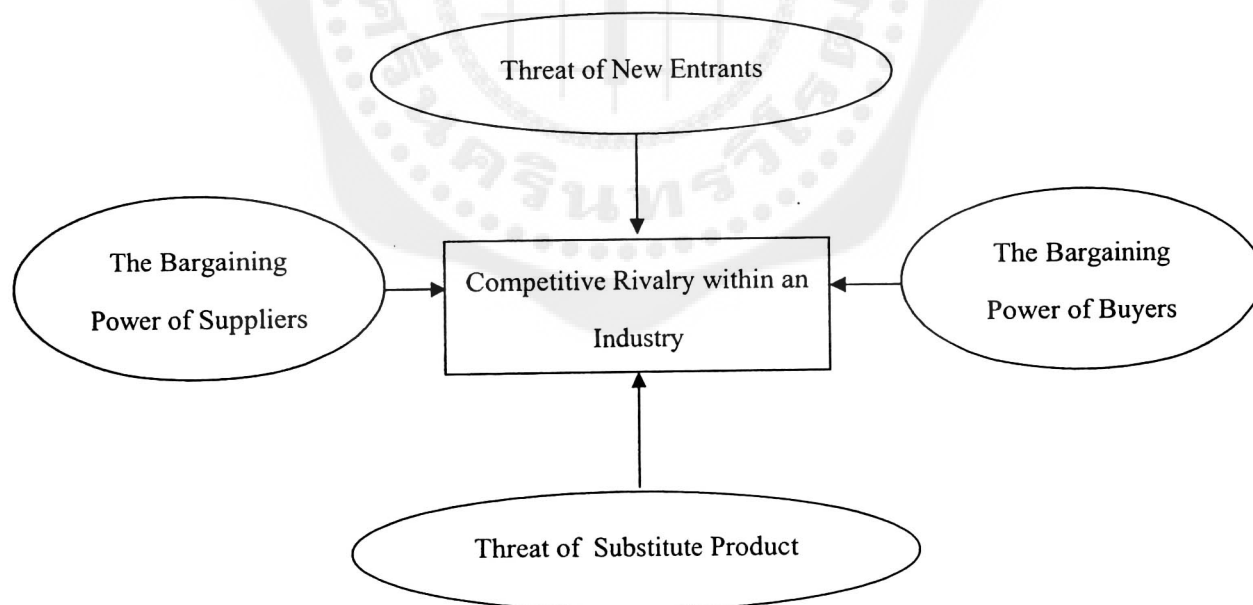 Threat of New Entrants
The Bargaining
Power of Suppliers
Competitive Rivalry within an
Industry
The Bargaining
Power of Buyers
Threat of Substitute Product